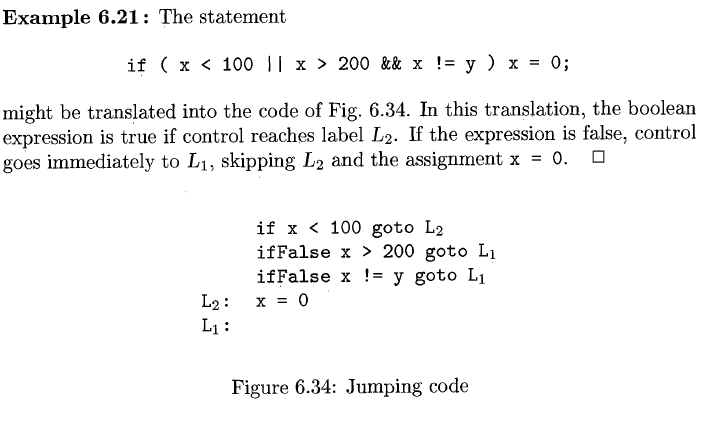 Example 6.21: The statement
if ( x < 100 || x > 200 && x != y ) x = 0;
might be translated into the code of Fig. 6.34. In this translation, the boolean
expression is true if control reaches label L₂. If the expression is false, control
goes immediately to L₁, skipping L₂ and the assignment x = 0. □
if x < 100 goto L₂
ifFalse x > 200 goto L₁
ifFalse x != y goto L₁
L₂: x = 0
L₁:
Figure 6.34: Jumping code